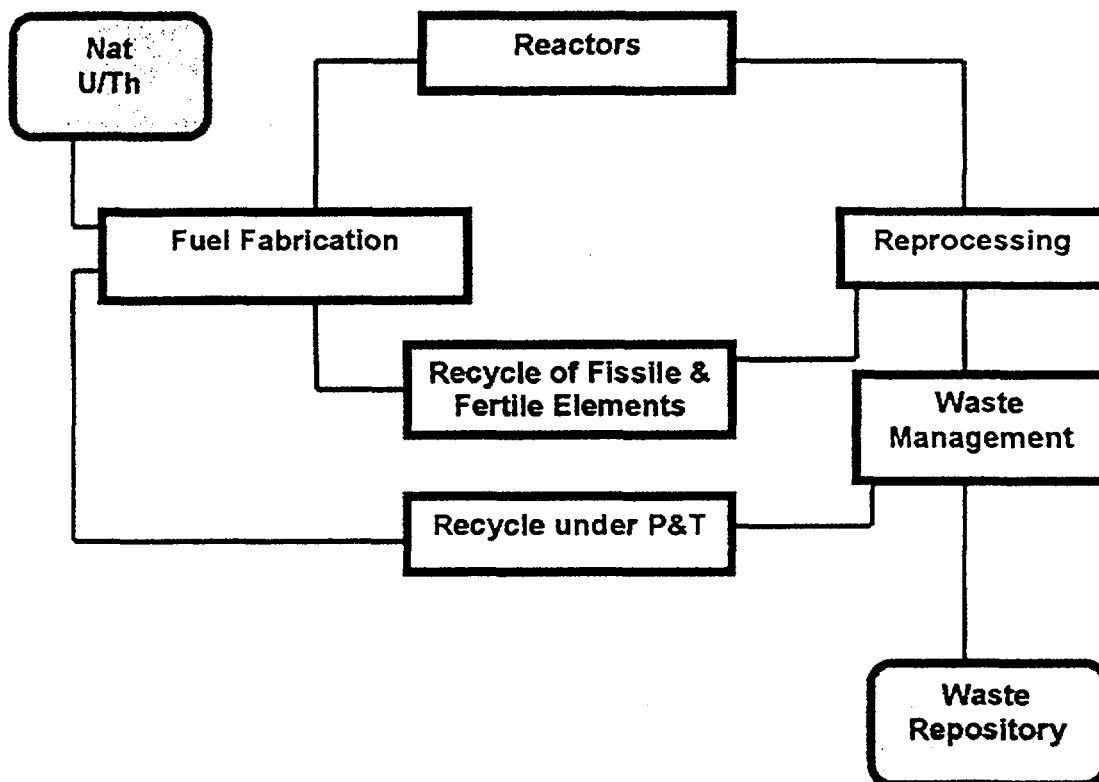 Nat
U/Th
Reactors
Fuel Fabrication
Reprocessing
Recycle of Fissile &
Fertile Elements
Waste
Management
Recycle under P&T
Waste
Repository